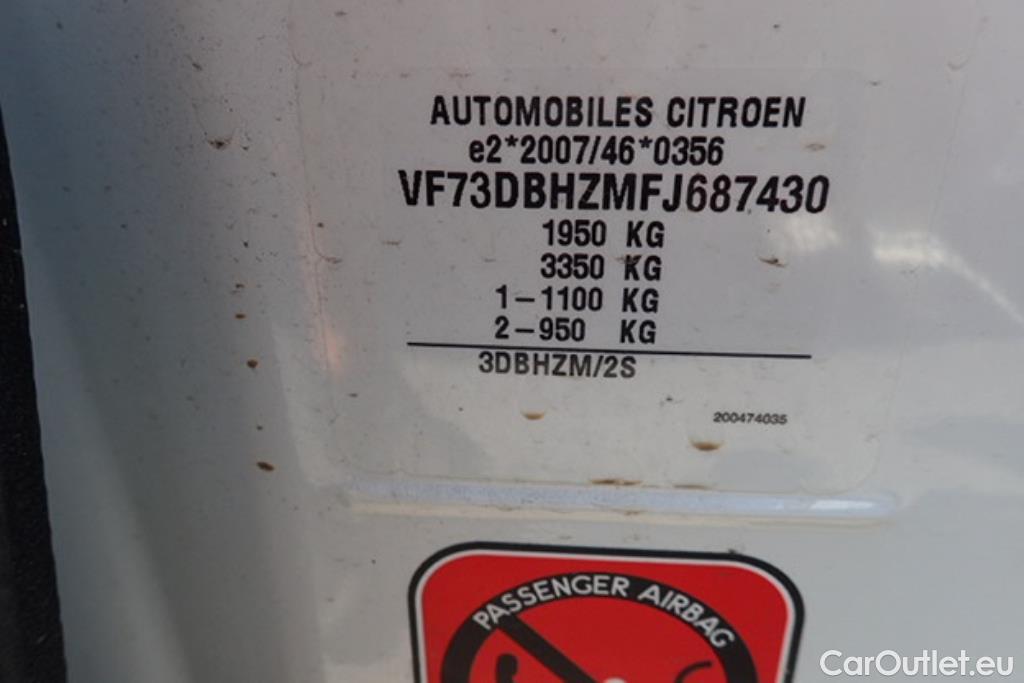 AUTOMOBILES CITROEN
e2*2007/46*0356
VF73DBHZMFJ687430
1950 KG
3350 KG
1-1100 KG
2-950 KG
3DBHZM/2S
200474035
PASSENGER AIRBAG
CarOutlet.eu